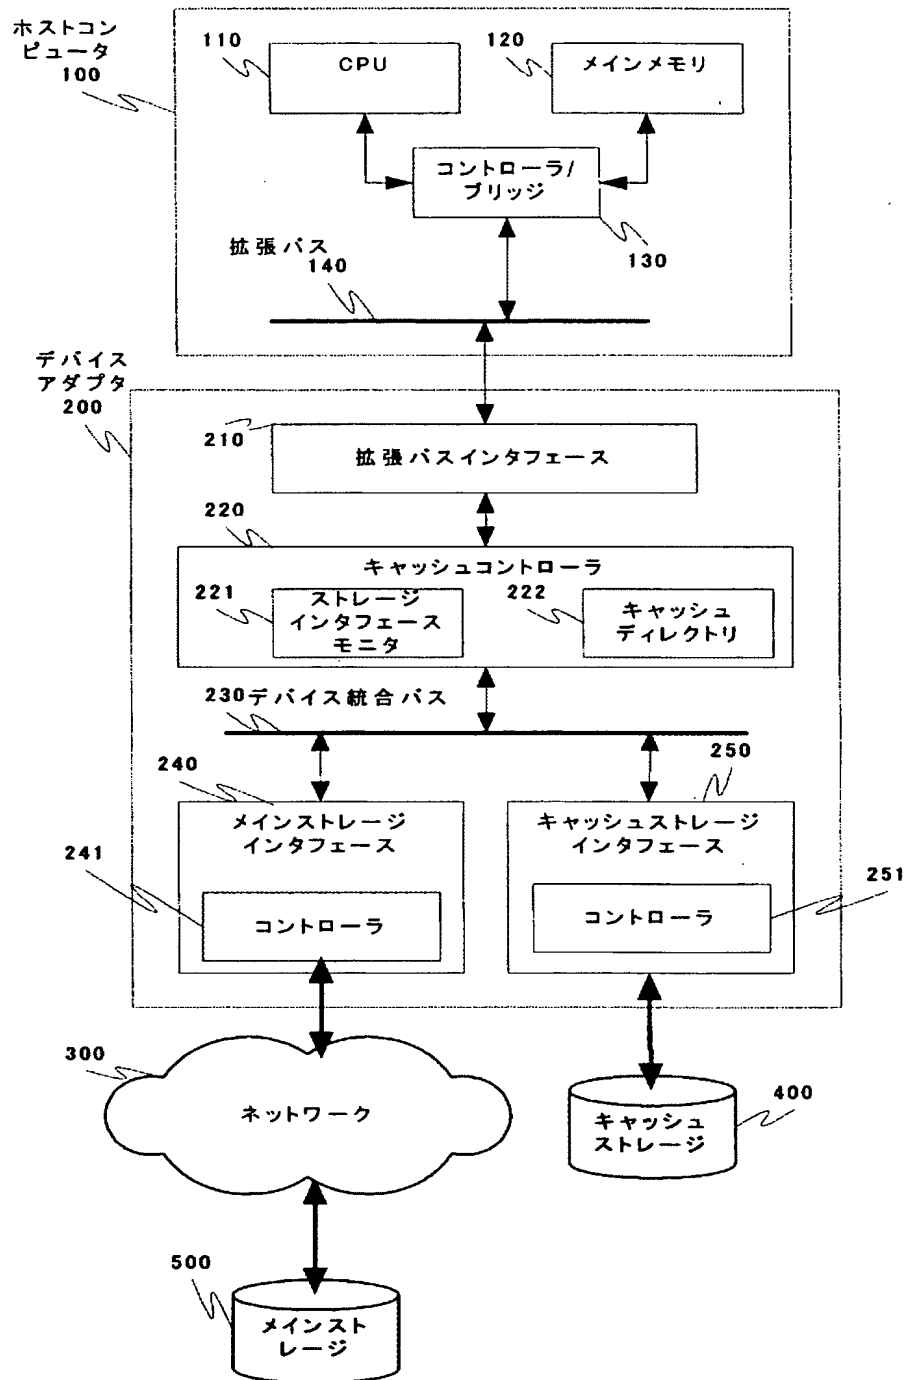 ホストコン
ピュータ
100
110
CPU
120
メインメモリ
コントローラ/
ブリッジ
130
拡張バス
140
デバイス
アダプタ
200
210
拡張バスインタフェース
220
キャッシュコントローラ
221
ストレージ
インタフェース
モニタ
222
キャッシュ
ディレクトリ
230デバイス統合バス
240
メインストレージ
インタフェース
250
キャッシュストレージ
インタフェース
241
コントローラ
251
コントローラ
300
ネットワーク
キャッシュ
ストレージ
400
500
メインスト
レージ